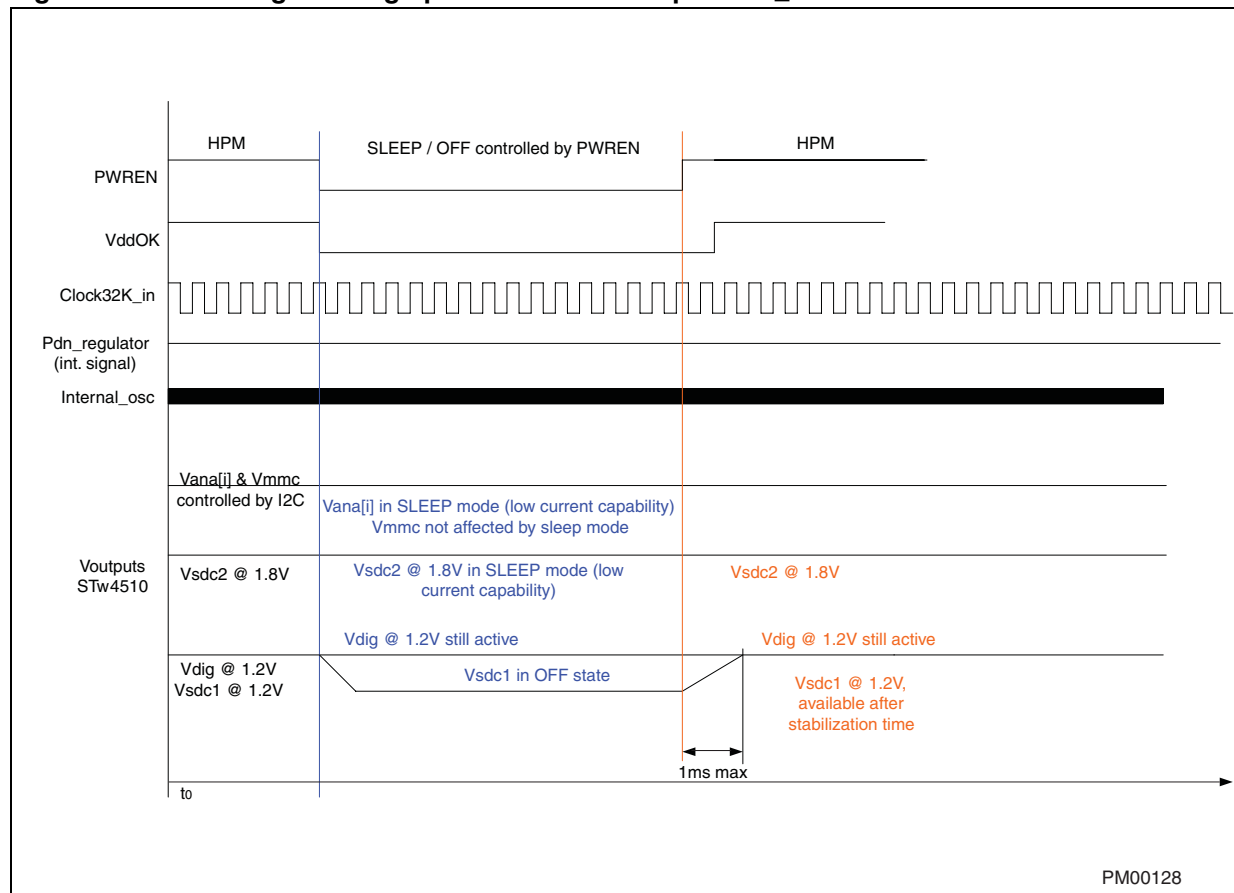 HPM
SLEEP / OFF controlled by PWREN
HPM
PWREN
VddOK
Clock32K_in
Pdn_regulator
(int. signal)
Internal_osc
Vana[i] & Vmmc
controlled by I2C
Vana[i] in SLEEP mode (low current capability)
Vmmc not affected by sleep mode
Voutputs
STw4510
Vsdc2 @ 1.8V
Vsdc2 @ 1.8V in SLEEP mode (low
current capability)
Vsdc2 @ 1.8V
Vdig @ 1.2V still active
Vdig @ 1.2V still active
Vdig @ 1.2V
Vsdc1 @ 1.2V
Vsdc1 in OFF state
Vsdc1 @ 1.2V,
available after
stabilization time
1ms max
t0
PM00128